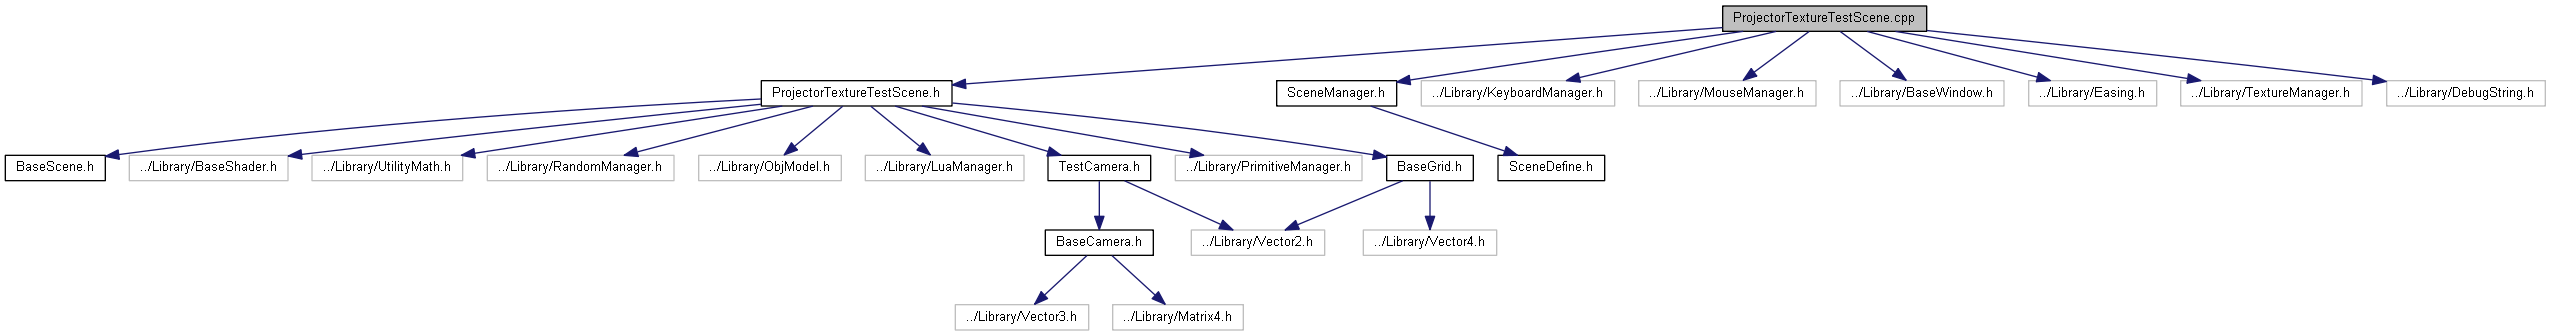 ProjectorTextureTestScene.cpp
ProjectorTextureTestScene.h
SceneManager.h
../Library/KeyboardManager.h
../Library/MouseManager.h
../Library/BaseWindow.h
../Library/Easing.h
../Library/TextureManager.h
../Library/DebugString.h
BaseScene.h
../Library/BaseShader.h
../Library/UtilityMath.h
../Library/RandomManager.h
../Library/ObjModel.h
../Library/LuaManager.h
TestCamera.h
../Library/PrimitiveManager.h
BaseGrid.h
SceneDefine.h
BaseCamera.h
../Library/Vector2.h
../Library/Vector4.h
../Library/Vector3.h
../Library/Matrix4.h